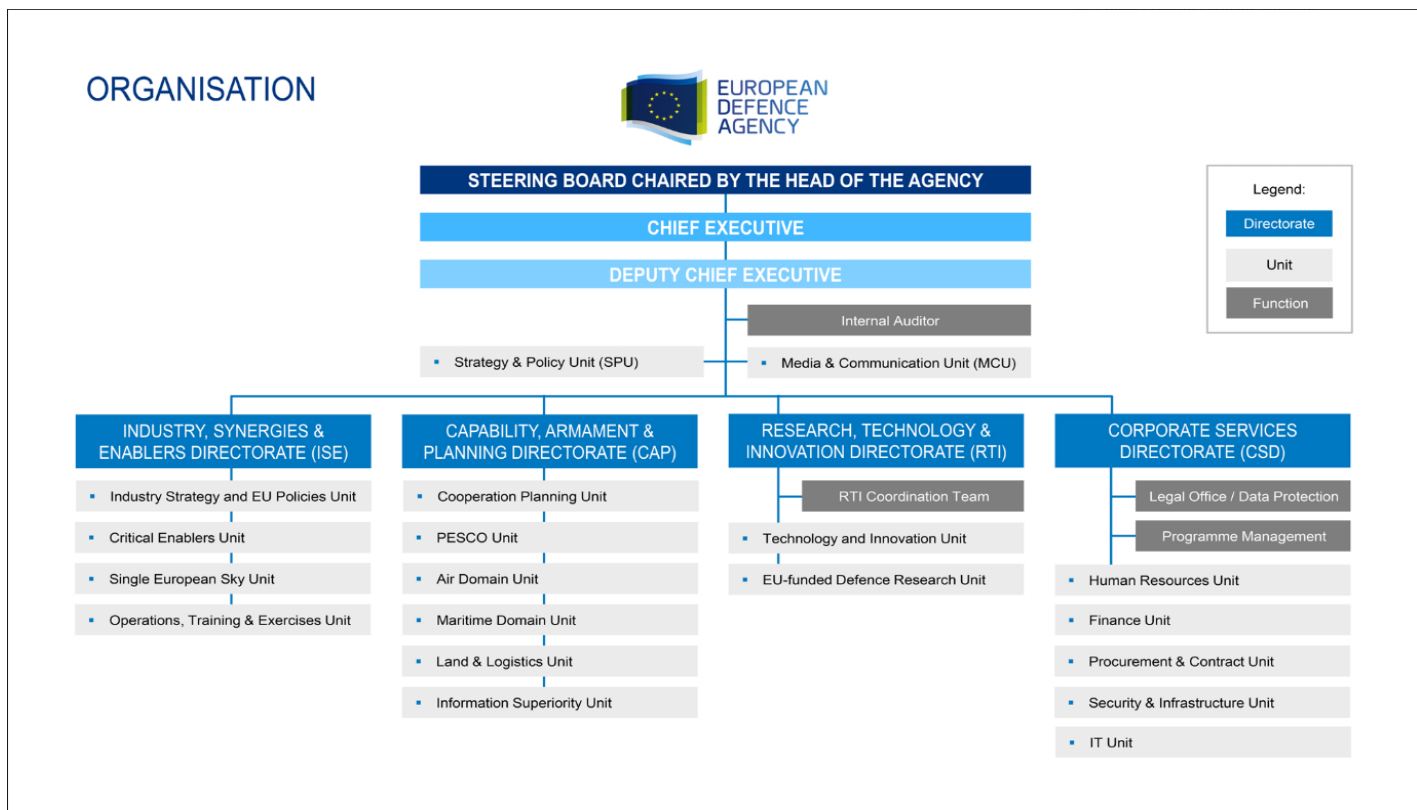 ORGANISATION
EUROPEAN
DEFENCE
AGENCY
STEERING BOARD CHAIRED BY THE HEAD OF THE AGENCY
CHIEF EXECUTIVE
DEPUTY CHIEF EXECUTIVE
Legend:
Directorate
Unit
Function
Internal Auditor
▪ Strategy & Policy Unit (SPU)
▪ Media & Communication Unit (MCU)
INDUSTRY, SYNERGIES &
ENABLERS DIRECTORATE (ISE)
▪ Industry Strategy and EU Policies Unit
▪ Critical Enablers Unit
▪ Single European Sky Unit
▪ Operations, Training & Exercises Unit
CAPABILITY, ARMAMENT &
PLANNING DIRECTORATE (CAP)
▪ Cooperation Planning Unit
▪ PESCO Unit
▪ Air Domain Unit
▪ Maritime Domain Unit
▪ Land & Logistics Unit
▪ Information Superiority Unit
RESEARCH, TECHNOLOGY &
INNOVATION DIRECTORATE (RTI)
RTI Coordination Team
▪ Technology and Innovation Unit
▪ EU-funded Defence Research Unit
CORPORATE SERVICES
DIRECTORATE (CSD)
Legal Office / Data Protection
Programme Management
▪ Human Resources Unit
▪ Finance Unit
▪ Procurement & Contract Unit
▪ Security & Infrastructure Unit
▪ IT Unit